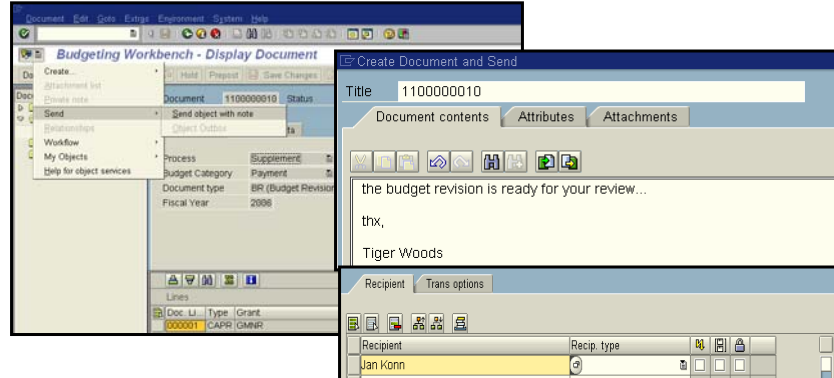 Document Edit Goto Extras Environment System Help
Budgeting Workbench - Display Document
Hold Prepost Save Changes
Create...
Attachment list
Private note
Send
Relationships
Workflow
My Objects
Help for object services
Send object with note
Object Outbox
Document 1100000010 Status
Process Supplement
Budget Category Payment
Document type BR (Budget Revision
Fiscal Year 2006
Lines
Doc. Li... Type Grant
000001 CAPR GMNR
Create Document and Send
Title 1100000010
Document contents Attributes Attachments
the budget revision is ready for your review...
thx,
Tiger Woods
Recipient Trans options
Recipient Recip. type
Jan Konn